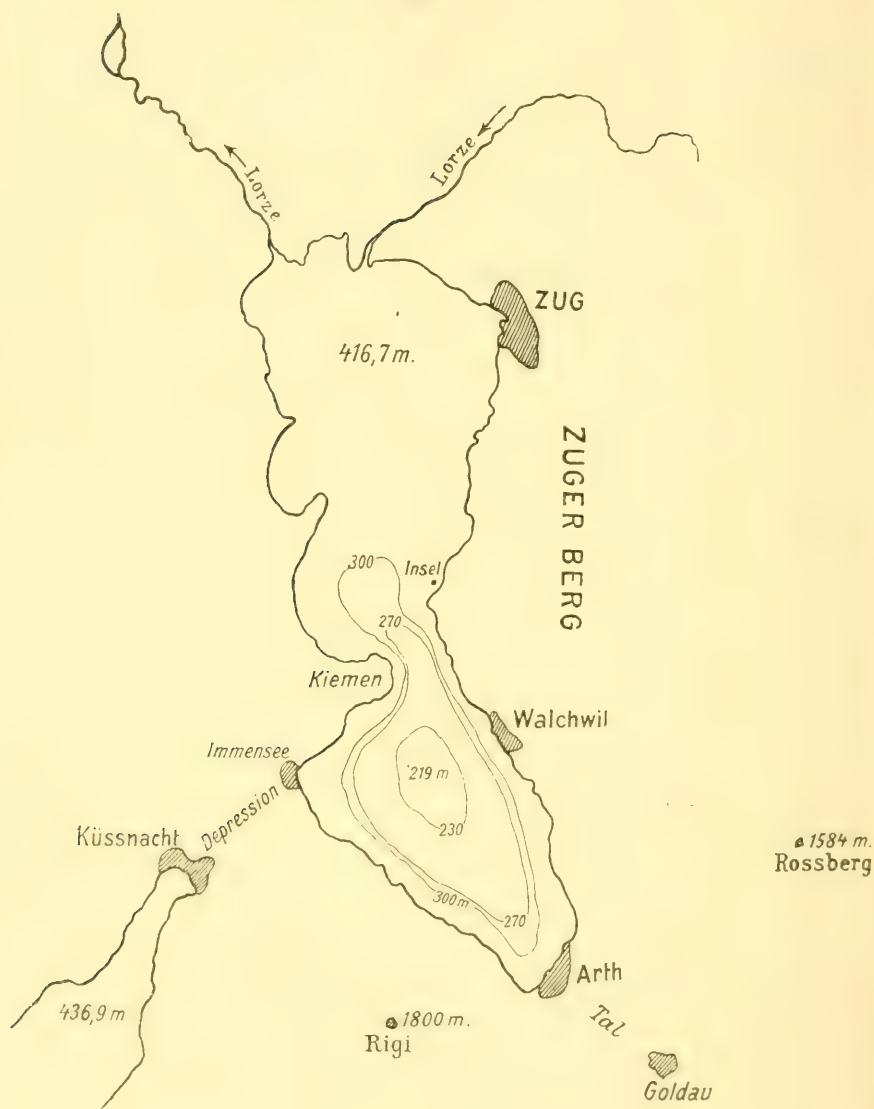 Lorze
Lorze
ZUG
416,7 m.
ZUGER BERG
300
Insel
270
Kiemen
Walchwil
Immensee
219 m
Depression
230
Küssnacht
1584 m.
Rossberg
300 m
270
Arth
436,9 m
1800 m.
Rigi
Tal
Goldau